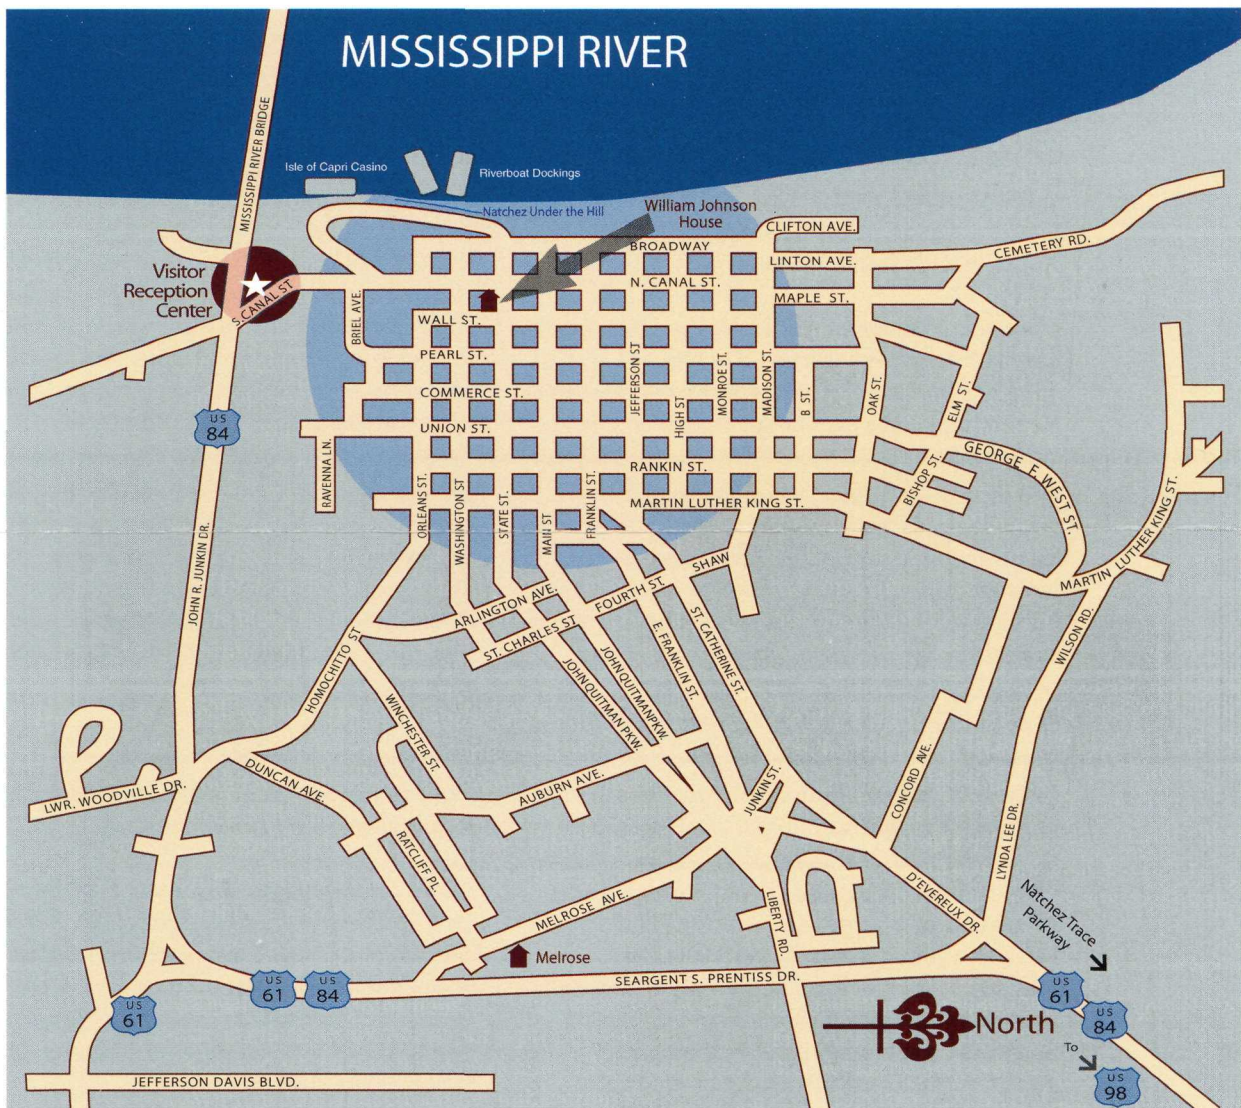 MISSISSIPPI RIVER
MISSISSIPPI RIVER BRIDGE
Isle of Capri Casino
Riverboat Dockings
Natchez Under the Hill
William Johnson
House
CLIFTON AVE.
BROADWAY
LINTON AVE.
CEMETERY RD.
Visitor
Reception
Center
S. CANAL ST
N. CANAL ST.
MAPLE ST.
BRIEL AVE.
WALL ST.
PEARL ST.
JEFFERSON ST
HIGH ST
MONROE ST.
MADISON ST.
B ST.
OAK ST.
ELM ST.
COMMERCE ST.
UNION ST.
US
84
RAVENNA LN.
RANKIN ST.
BISHOP ST.
GEORGE F. WEST ST.
ORLEANS ST.
WASHINGTON ST
STATE ST.
MAIN ST
FRANKLIN ST.
MARTIN LUTHER KING ST.
MARTIN LUTHER KING ST.
JOHN R. JUNKIN DR.
ARLINGTON AVE.
ST. CHARLES ST
FOURTH ST.
SHAW
HOMOCHITTO ST
WINCHESTER ST.
JOHN QUITMAN PKW.
JOHN QUITMAN PKW.
E. FRANKLIN ST.
ST. CATHERINE ST.
WILSON RD.
LWR. WOODVILLE DR.
DUNCAN AVE.
AUBURN AVE.
JUNKIN ST.
CONCORD AVE.
LYNDA LEE DR.
RATCLIFF PL.
MELROSE AVE.
LIBERTY RD.
D'EVEREUX DR.
Natchez Trace
Parkway
Melrose
SEARGENT S. PRENTISS DR.
US
61
US
84
US
61
US
61
US
84
North
To
US
98
JEFFERSON DAVIS BLVD.